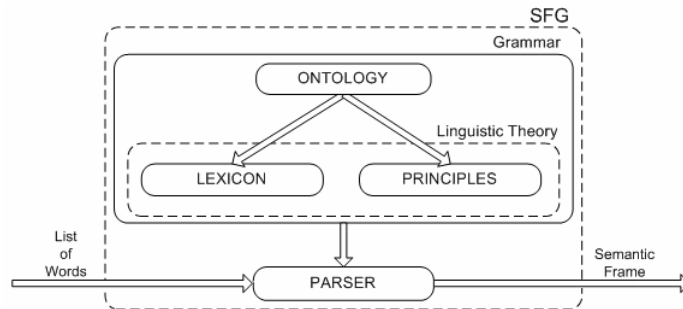 SFG
Grammar
ONTOLOGY
Linguistic Theory
LEXICON
PRINCIPLES
List
of
Words
PARSER
Semantic
Frame